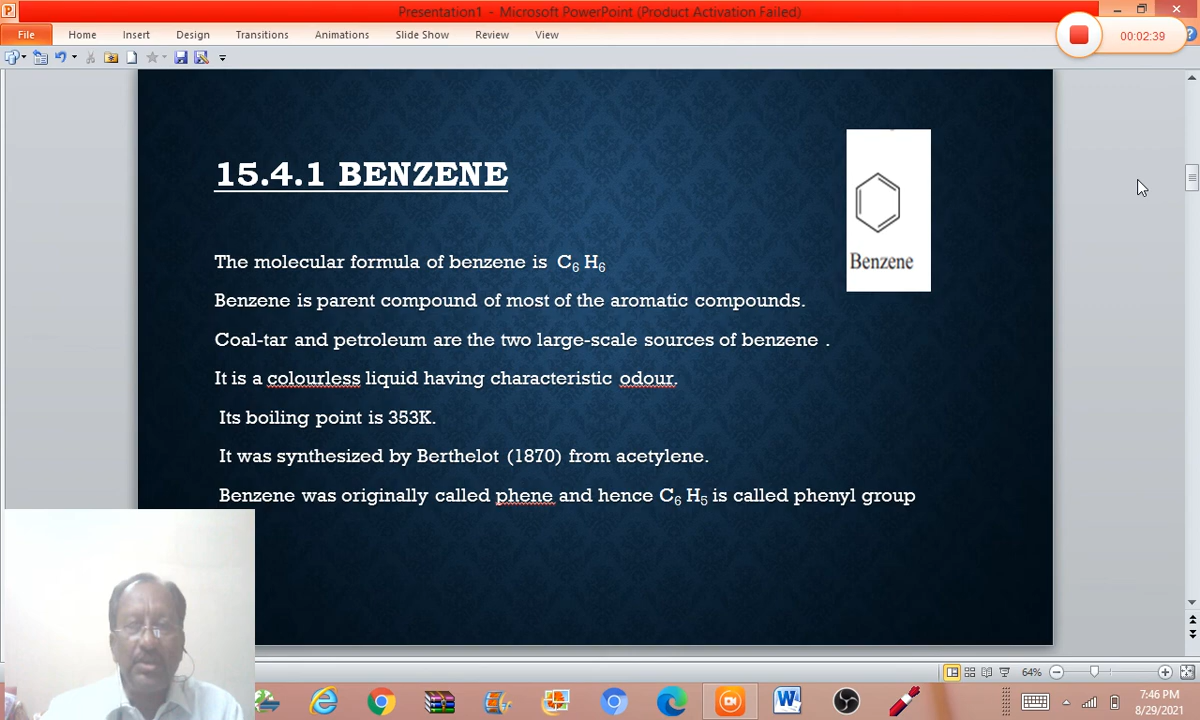 Presentation1 - Microsoft PowerPoint (Product Activation Failed)
File Home Insert Design Transitions Animations Slide Show Review View
00:02:39
15.4.1 BENZENE
Benzene
The molecular formula of benzene is C6 H6
Benzene is parent compound of most of the aromatic compounds.
Coal-tar and petroleum are the two large-scale sources of benzene .
It is a colourless liquid having characteristic odour.
Its boiling point is 353K.
It was synthesized by Berthelot (1870) from acetylene.
Benzene was originally called phene and hence C6 H5 is called phenyl group
64%
7:46 PM
8/29/2021